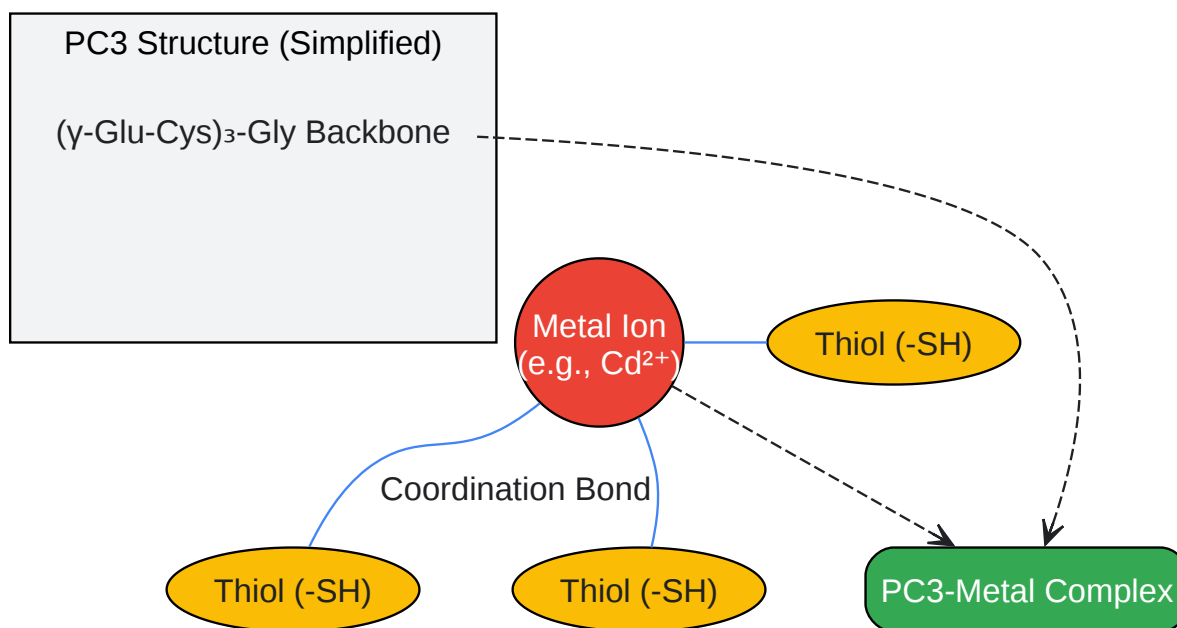 PC3 Structure (Simplified)
(γ-Glu-Cys)₃-Gly Backbone
Metal Ion
(e.g., Cd²⁺)
Thiol (-SH)
Coordination Bond
Thiol (-SH)
Thiol (-SH)
PC3-Metal Complex